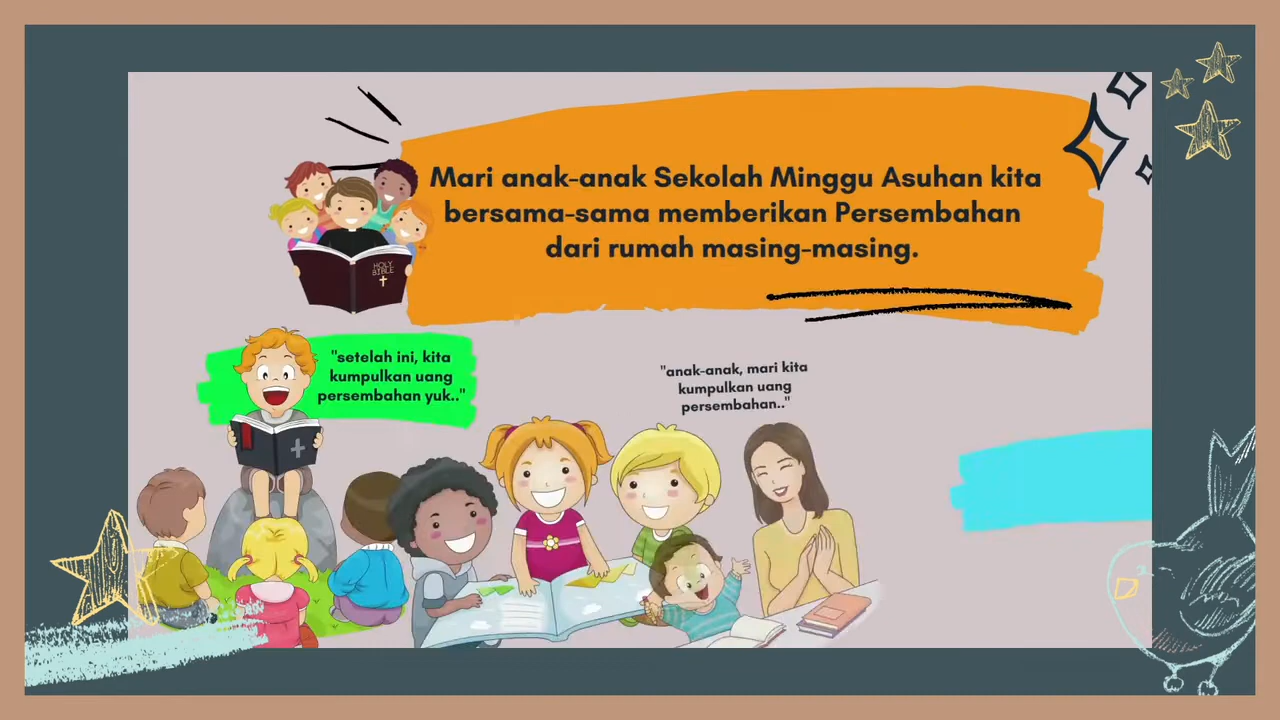 Mari anak-anak Sekolah Minggu Asuhan kita
bersama-sama memberikan Persembahan
dari rumah masing-masing.
HOLY
BIBLE
"setelah ini, kita
kumpulkan uang
persembahan yuk.."
"anak-anak, mari kita
kumpulkan uang
persembahan.."